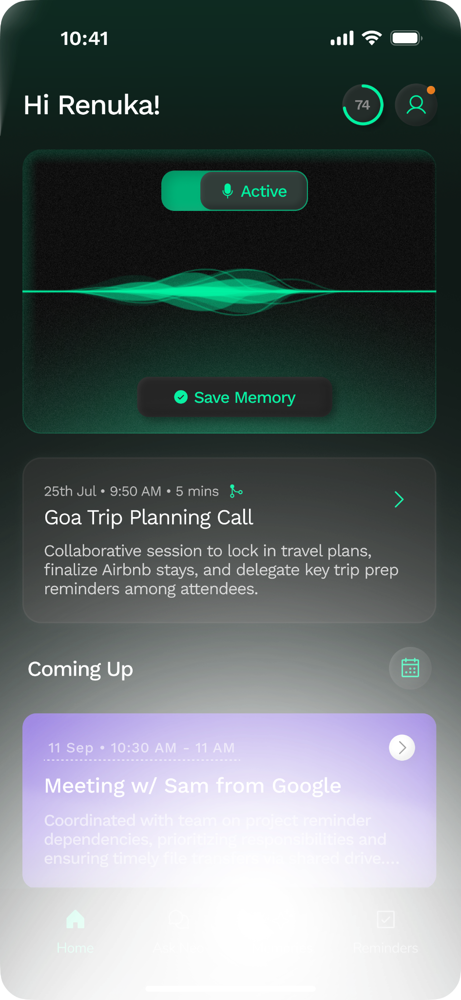 10:41
Hi Renuka!
74
Active
Save Memory
25th Jul • 9:50 AM • 5 mins
Goa Trip Planning Call
Collaborative session to lock in travel plans,
finalize Airbnb stays, and delegate key trip prep
reminders among attendees.
Coming Up
11 Sep • 10:30 AM - 11 AM
Meeting w/ Sam from Google
Coordinated with team on project reminder
dependencies, prioritizing responsibilities and
ensuring timely file transfers via shared drive....
Home
Ask
Reminders